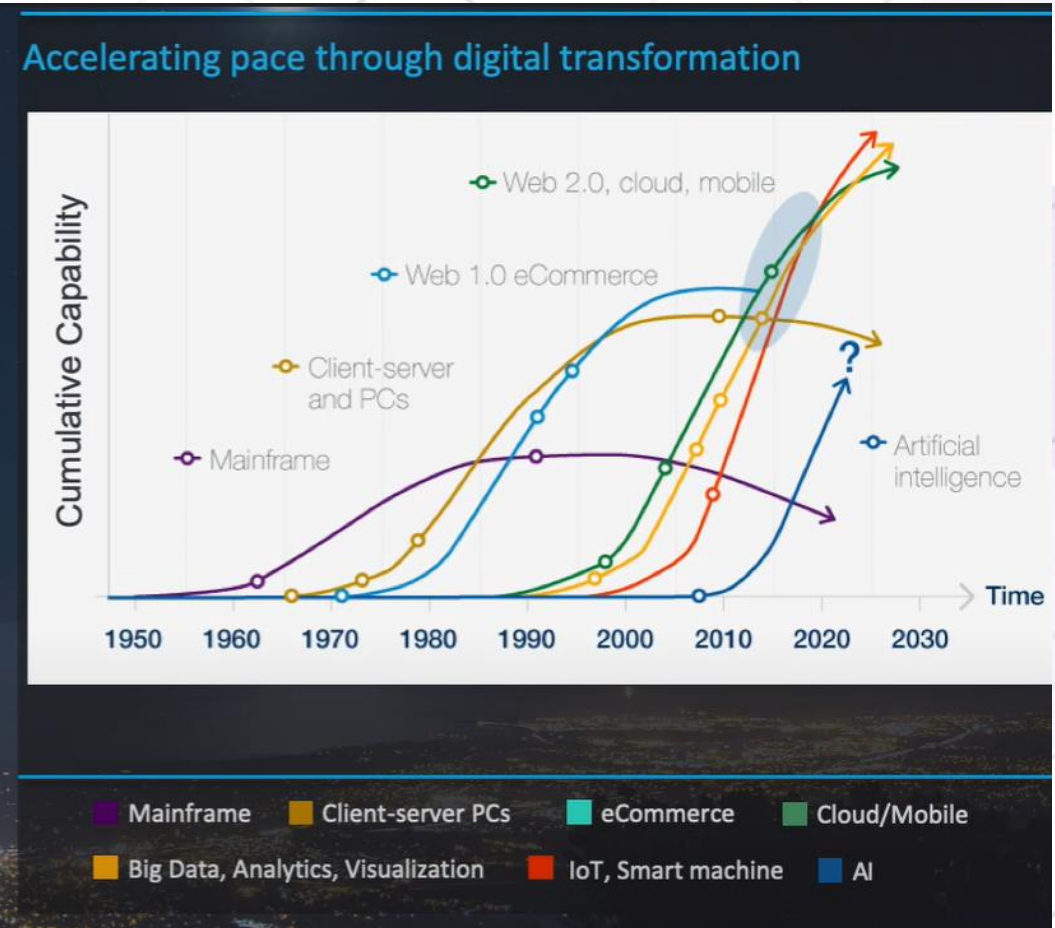 Accelerating pace through digital transformation
Cumulative Capability
Web 2.0, cloud, mobile
Web 1.0 eCommerce
Client-server
and PCs
Mainframe
?
Artificial
intelligence
Time
1950 1960 1970 1980 1990 2000 2010 2020 2030
Mainframe Client-server PCs eCommerce Cloud/Mobile
Big Data, Analytics, Visualization IoT, Smart machine AI